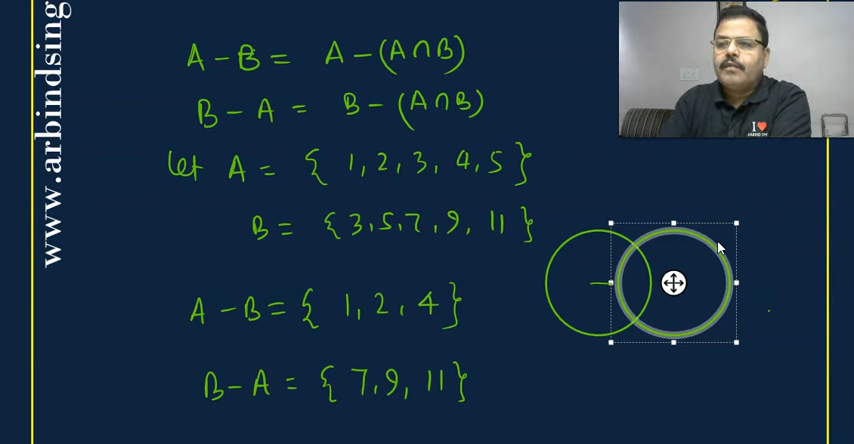 www.arbindsing
A - B = A - (A ∩ B)
B - A = B - (A ∩ B)
let A = { 1, 2, 3, 4, 5 }
B = { 3, 5, 7, 9, 11 }
A - B = { 1, 2, 4 }
B - A = { 7, 9, 11 }
I ❤